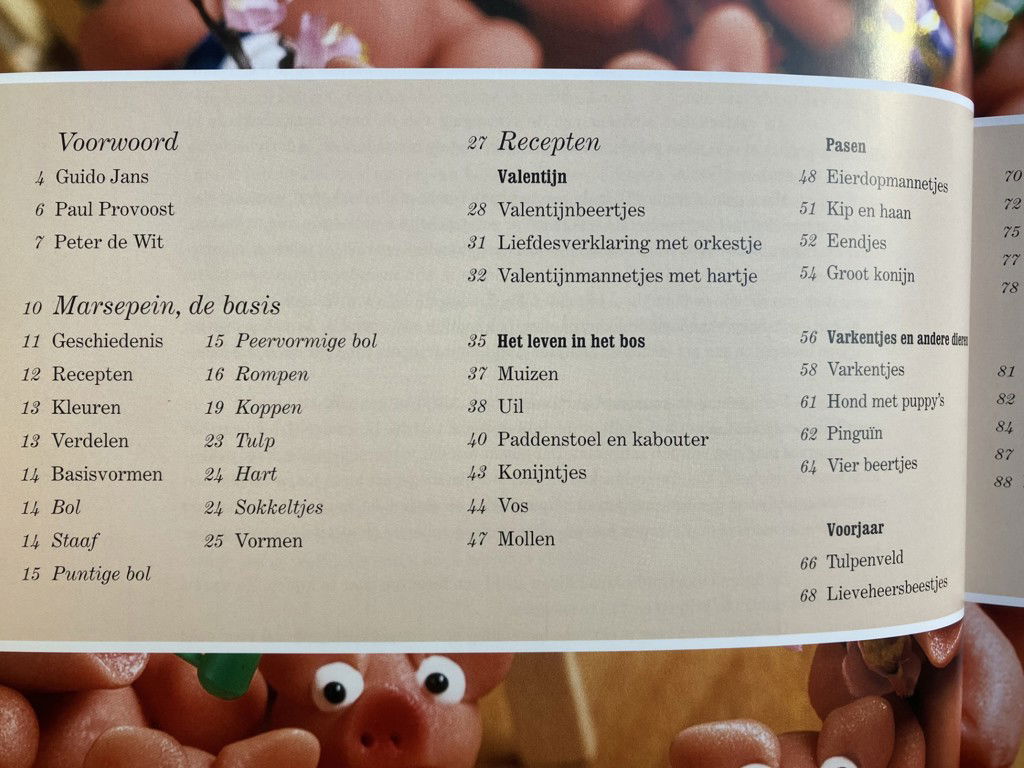 Voorwoord
4 Guido Jans
6 Paul Provoost
7 Peter de Wit
10 Marsepein, de basis
11 Geschiedenis
12 Recepten
13 Kleuren
13 Verdelen
14 Basisvormen
14 Bol
14 Staaf
15 Puntige bol
15 Peervormige bol
16 Rompen
19 Koppen
23 Tulp
24 Hart
24 Sokkeltjes
25 Vormen
27 Recepten
Valentijn
28 Valentijnbeertjes
31 Liefdesverklaring met orkestje
32 Valentijnmannetjes met hartje
35 Het leven in het bos
37 Muizen
38 Uil
40 Paddenstoel en kabouter
43 Konijntjes
44 Vos
47 Mollen
Pasen
48 Eierdopmannetjes
51 Kip en haan
52 Eendjes
54 Groot konijn
56 Varkentjes en andere dieren
58 Varkentjes
61 Hond met puppy's
62 Pinguïn
64 Vier beertjes
Voorjaar
66 Tulpenveld
68 Lieveheersbeestjes
70
72
75
77
78
81
82
84
87
88